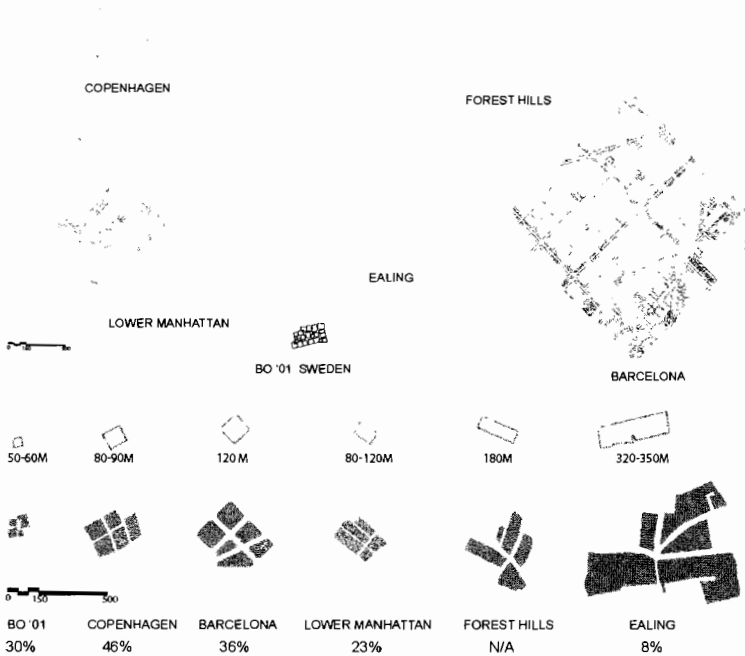 COPENHAGEN
FOREST HILLS
EALING
LOWER MANHATTAN
BO '01 SWEDEN
BARCELONA
50-60M 80-90M 120 M 80-120M 180M 320-350M
0 150 500
BO '01 COPENHAGEN BARCELONA LOWER MANHATTAN FOREST HILLS EALING
30% 46% 36% 23% N/A 8%